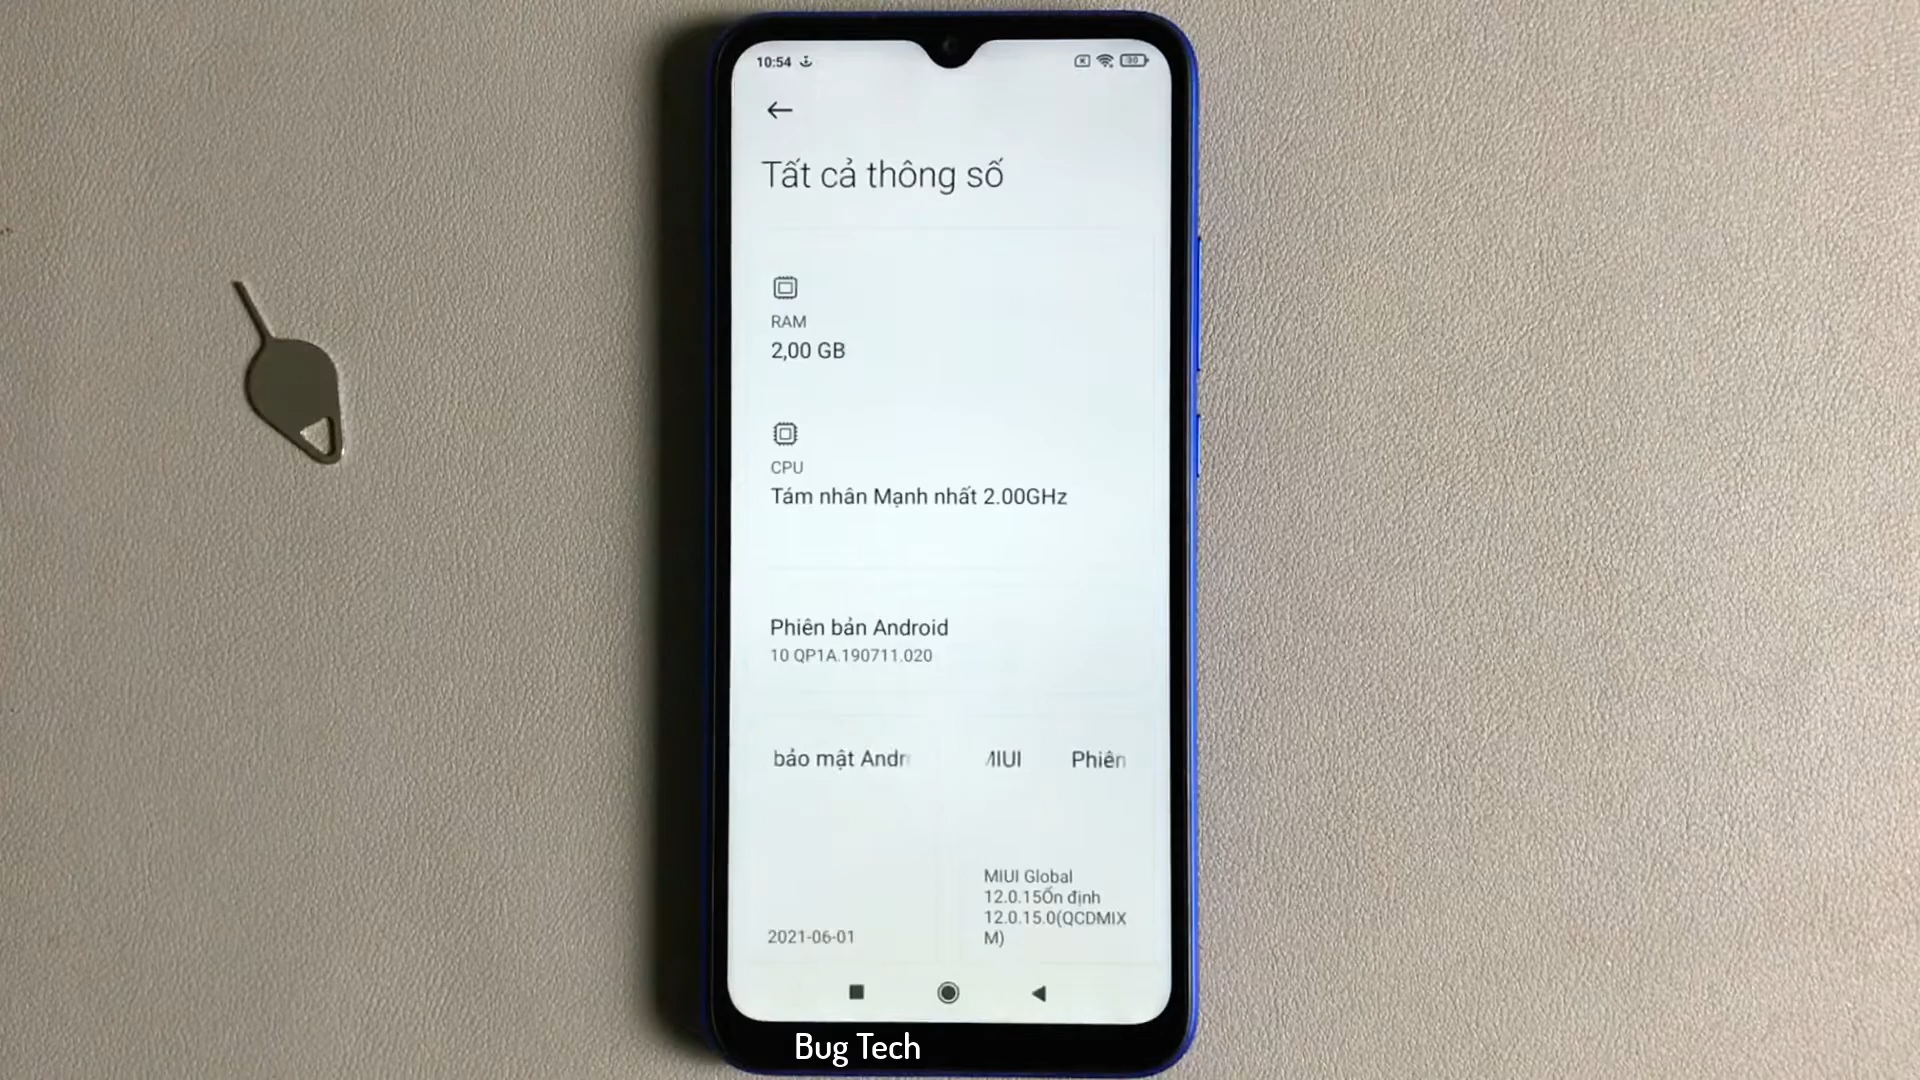 10:54
30
Tất cả thông số
RAM
2,00 GB
CPU
Tám nhân Mạnh nhất 2.00GHz
Phiên bản Android
10 QP1A.190711.020
bảo mật Andr
MIUI Phiên
MIUI Global
12.0.15Ổn định
12.0.15.0(QCDMIX
M)
2021-06-01
Bug Tech